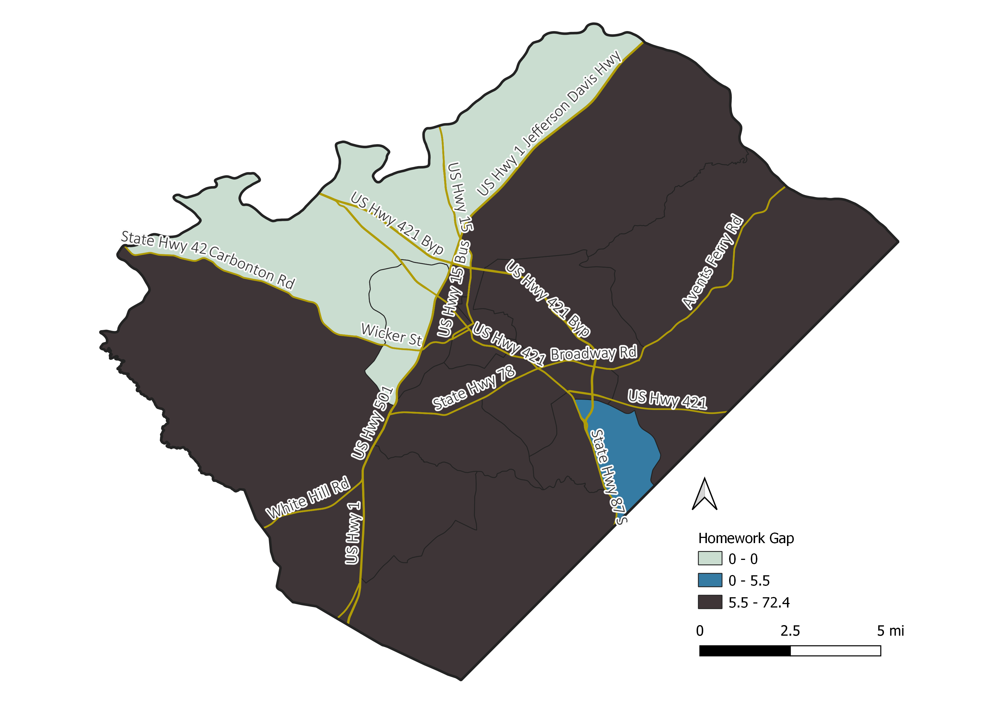 US Hwy 1 Jefferson Davis Hwy
US Hwy 15
US Hwy 421 Byp
State Hwy 42
Carbonton Rd
Bus
US Hwy 15
US Hwy 421 Byp
Avents Ferry Rd
Wicker St
US Hwy 421
Broadway Rd
State Hwy 78
US Hwy 501
US Hwy 421
State Hwy 87 S
White Hill Rd
US Hwy 1
Homework Gap
0 - 0
0 - 5.5
5.5 - 72.4
0 2.5 5 mi